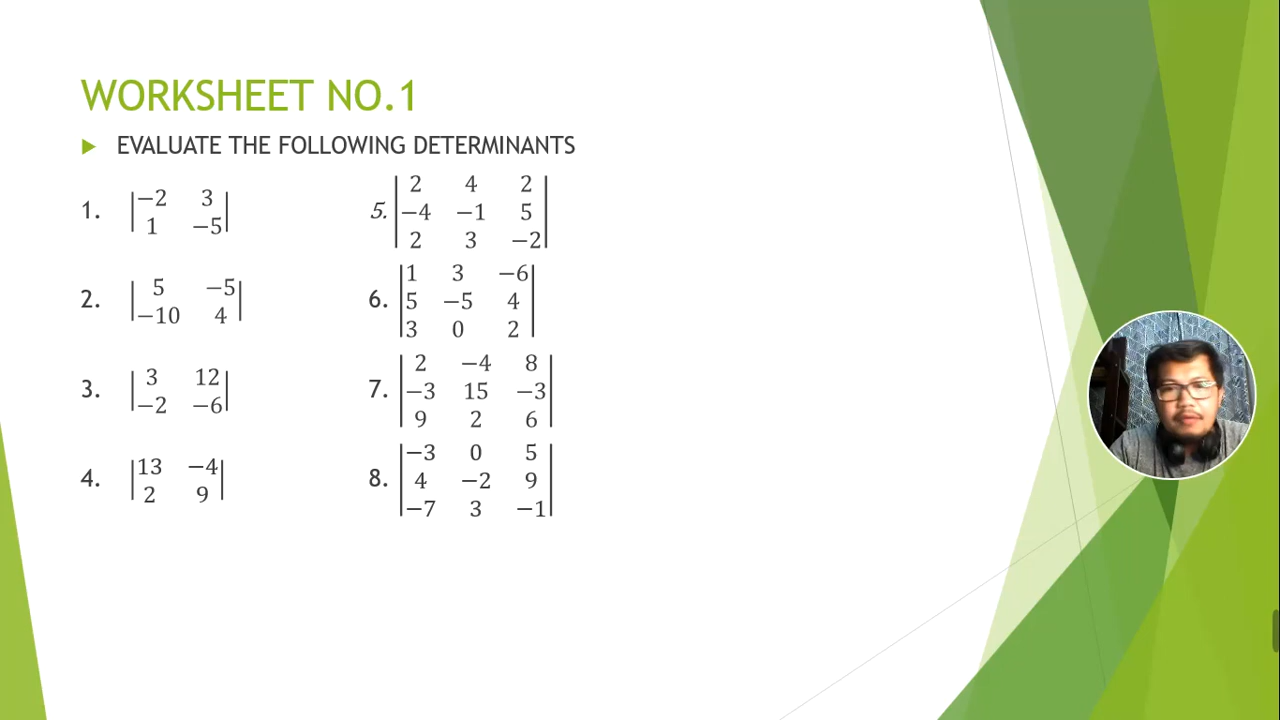 WORKSHEET NO.1
▶ EVALUATE THE FOLLOWING DETERMINANTS
1. |−2 3|
|1 −5|
2. |5 −5|
|−10 4|
3. |3 12|
|−2 −6|
4. |13 −4|
|2 9|
5. |2 4 2|
|−4 −1 5|
|2 3 −2|
6. |1 3 −6|
|5 −5 4|
|3 0 2|
7. |2 −4 8|
|−3 15 −3|
|9 2 6|
8. |−3 0 5|
|4 −2 9|
|−7 3 −1|